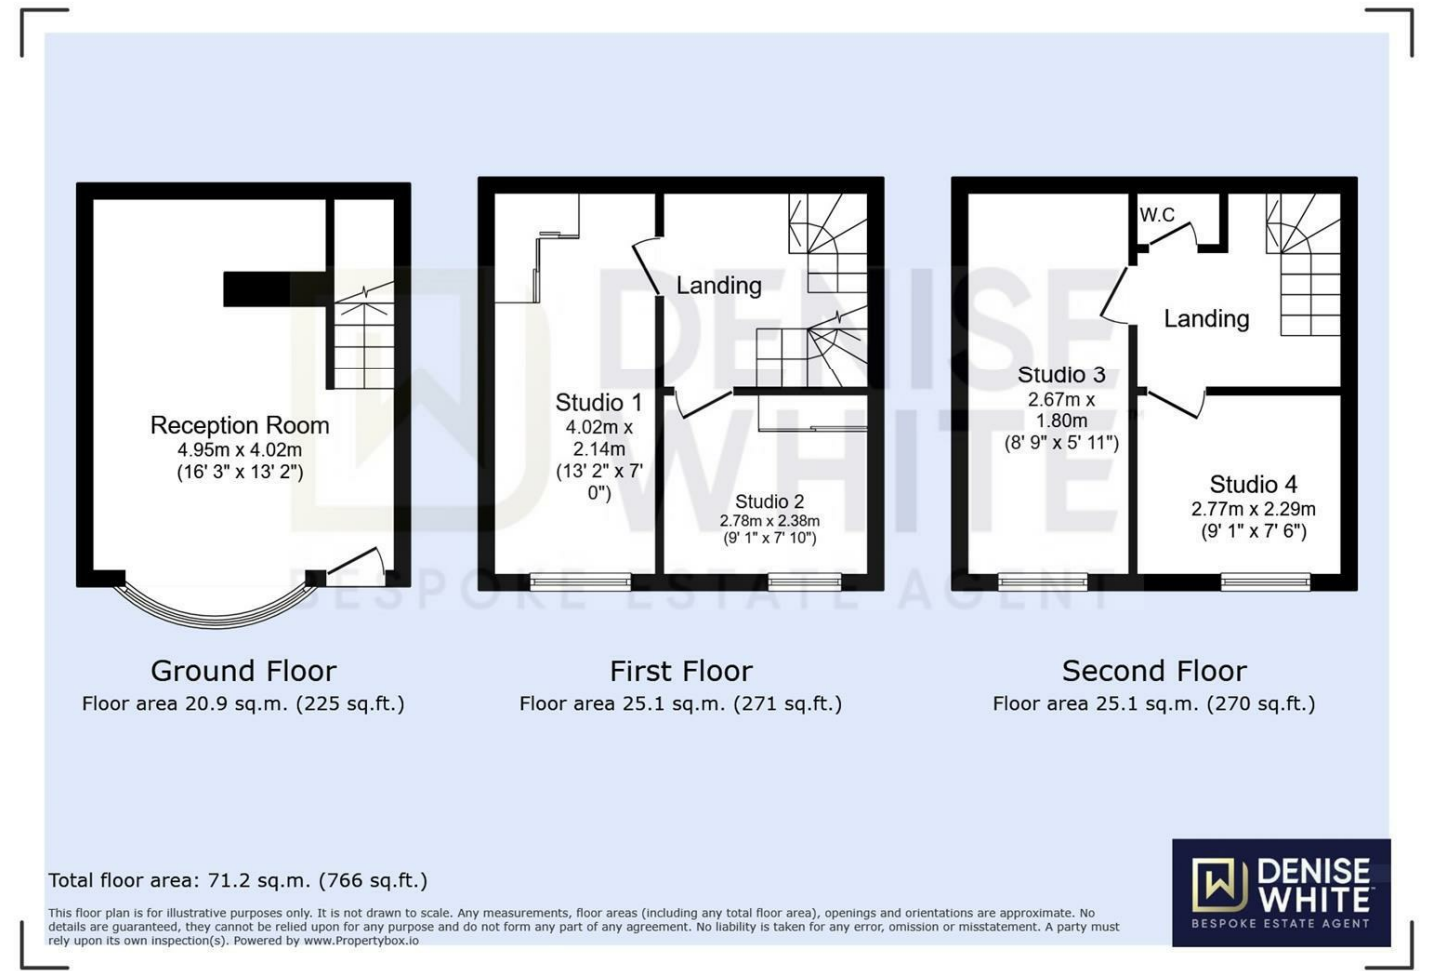 W.C
Landing
Landing
Reception Room
4.95m x 4.02m
(16' 3" x 13' 2")
Studio 1
4.02m x
2.14m
(13' 2" x 7'
0")
Studio 2
2.78m x 2.38m
(9' 1" x 7' 10")
Studio 3
2.67m x
1.80m
(8' 9" x 5' 11")
Studio 4
2.77m x 2.29m
(9' 1" x 7' 6")
DENISE
WHITE
BESPOKE ESTATE AGENT
Ground Floor
Floor area 20.9 sq.m. (225 sq.ft.)
First Floor
Floor area 25.1 sq.m. (271 sq.ft.)
Second Floor
Floor area 25.1 sq.m. (270 sq.ft.)
Total floor area: 71.2 sq.m. (766 sq.ft.)
This floor plan is for illustrative purposes only. It is not drawn to scale. Any measurements, floor areas (including any total floor area), openings and orientations are approximate. No
details are guaranteed, they cannot be relied upon for any purpose and do not form any part of any agreement. No liability is taken for any error, omission or misstatement. A party must
rely upon its own inspection(s). Powered by www.Propertybox.io
DENISE
WHITE
BESPOKE ESTATE AGENT